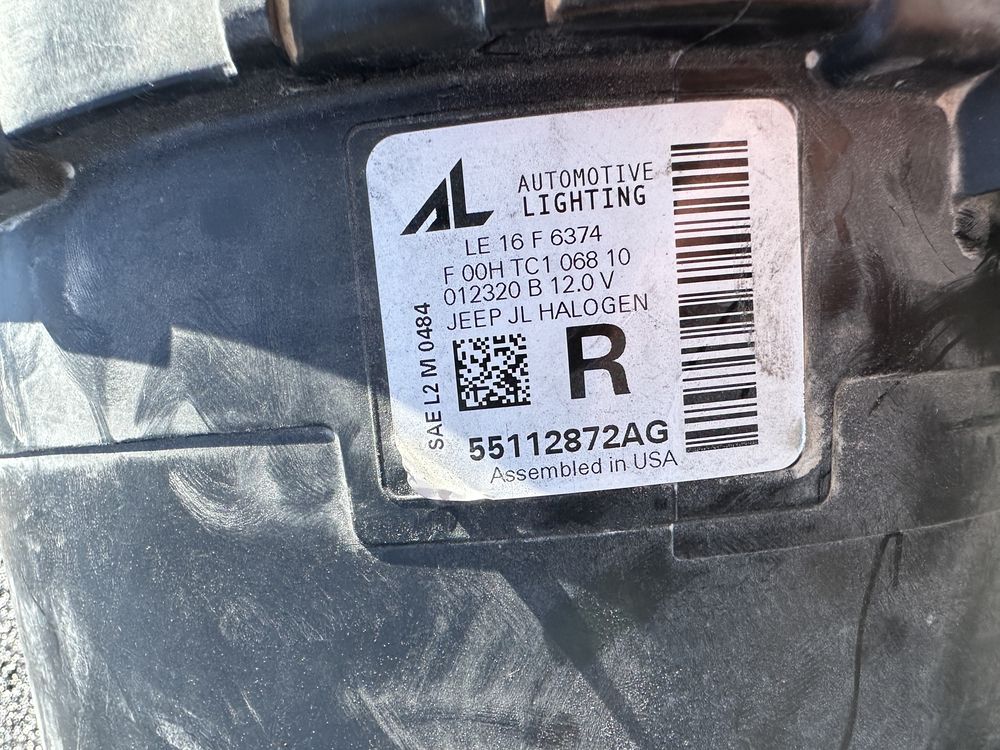 AL
AUTOMOTIVE
LIGHTING
LE 16 F 6374
F 00H TC1 068 10
012320 B 12.0 V
JEEP JL HALOGEN
SAE L2 M 0484
R
55112872AG
Assembled in USA